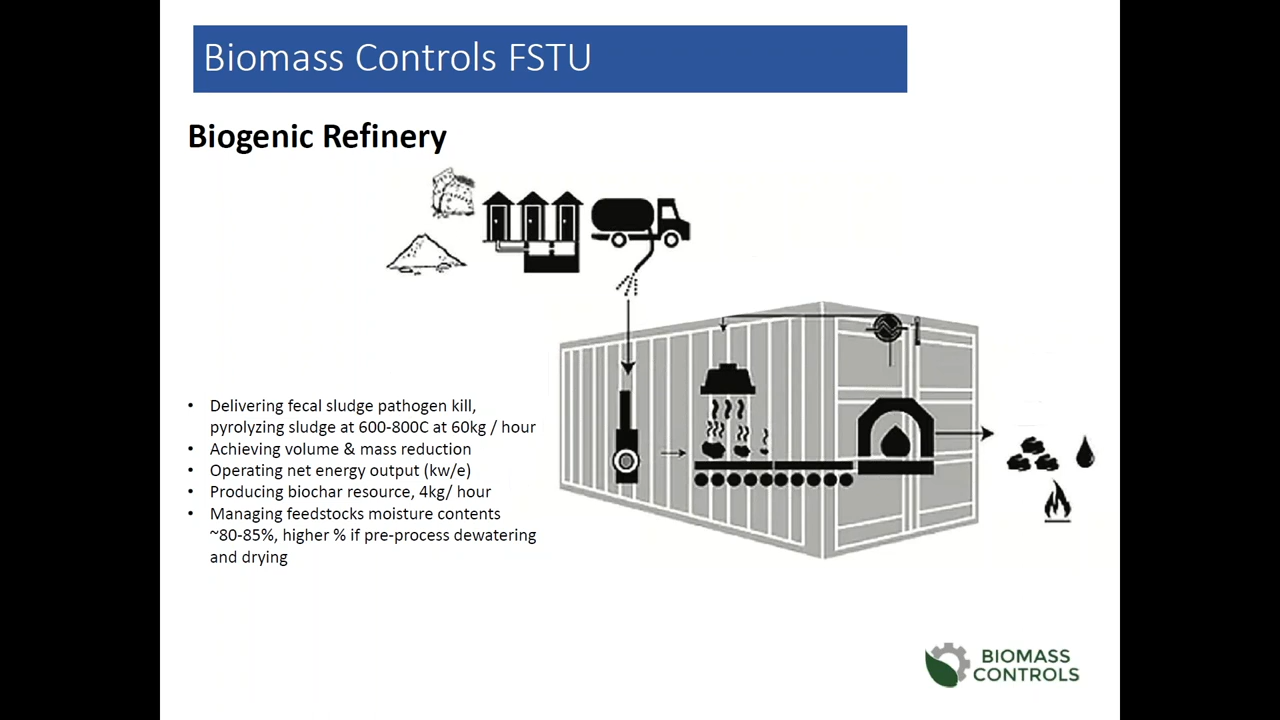 Biomass Controls FSTU
Biogenic Refinery
• Delivering fecal sludge pathogen kill,
pyrolyzing sludge at 600-800C at 60kg / hour
• Achieving volume & mass reduction
• Operating net energy output (kw/e)
• Producing biochar resource, 4kg/ hour
• Managing feedstocks moisture contents
~80-85%, higher % if pre-process dewatering
and drying
BIOMASS
CONTROLS